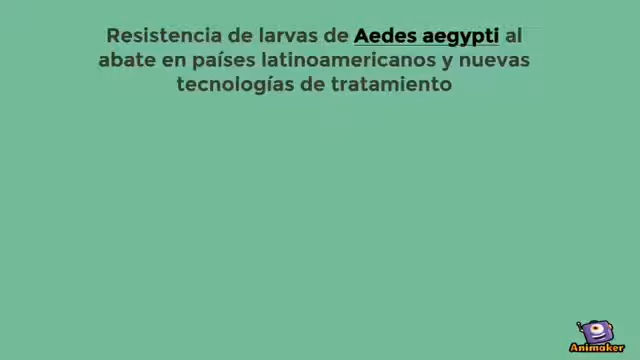 Resistencia de larvas de Aedes aegypti al
abate en países latinoamericanos y nuevas
tecnologías de tratamiento
Animaker